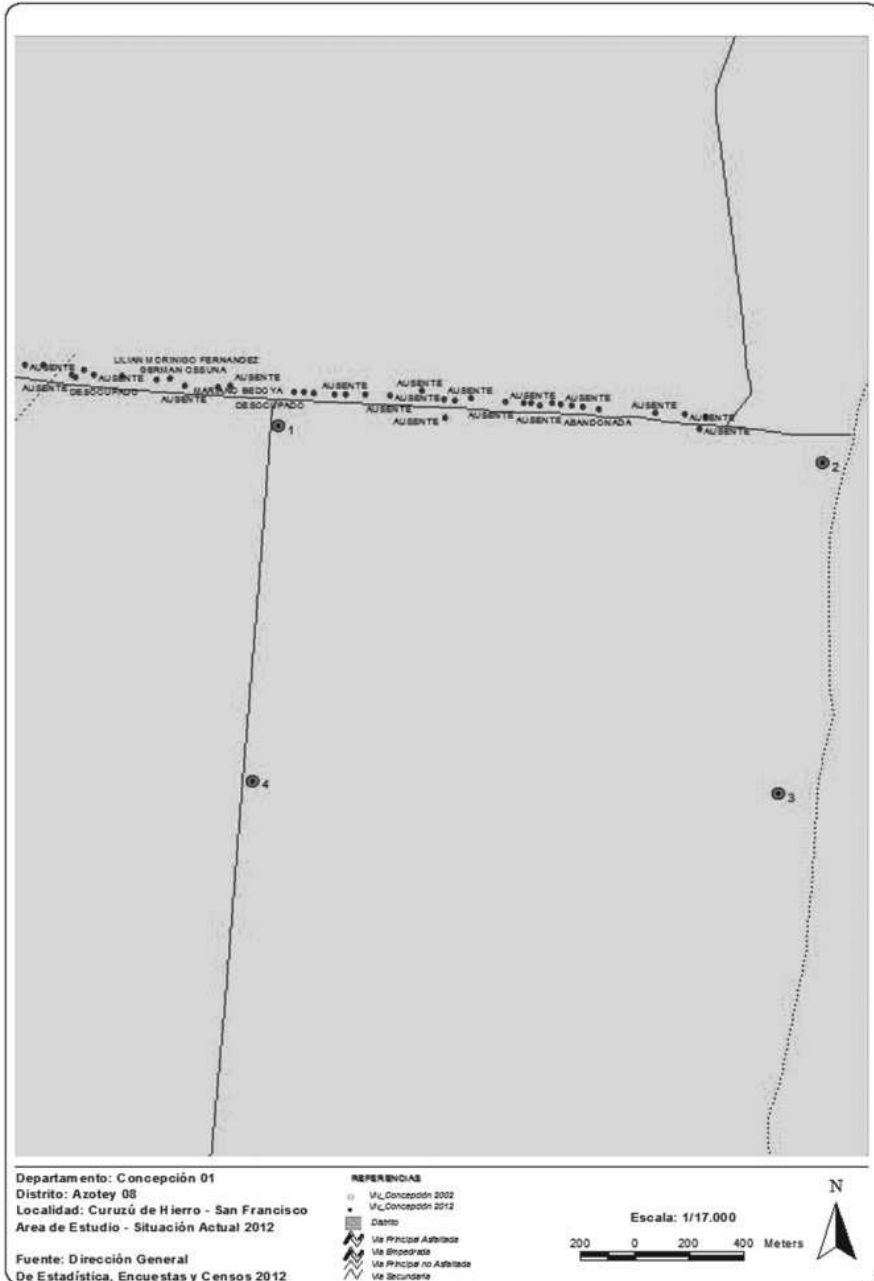 LILIAN MORINIGO FERNANDEZ
GERMAN OSSUNA
AUSENTE
AUSENTE
AUSENTE
AUSENTE
DESOCUPADO
AUSENTE
MARIANO BEDOYA
DESOCUPADO
AUSENTE
AUSENTE
AUSENTE
AUSENTE
AUSENTE
AUSENTE
AUSENTE
AUSENTE
AUSENTE
AUSENTE
ABANDONADA
AUSENTE
AUSENTE
AUSENTE
1
2
3
4
Departamento: Concepción 01
Distrito: Azotey 08
Localidad: Curuzú de Hierro - San Francisco
Area de Estudio - Situación Actual 2012
Fuente: Dirección General
De Estadística, Encuestas y Censos 2012
REFERENCIAS
Viv_Concepción 2002
Viv_Concepción 2012
Distrito
Via Principal Asfaltada
Via Empedrada
Via Principal no Asfaltada
Via Secundaria
Escala: 1/17.000
200 0 200 400 Meters
N